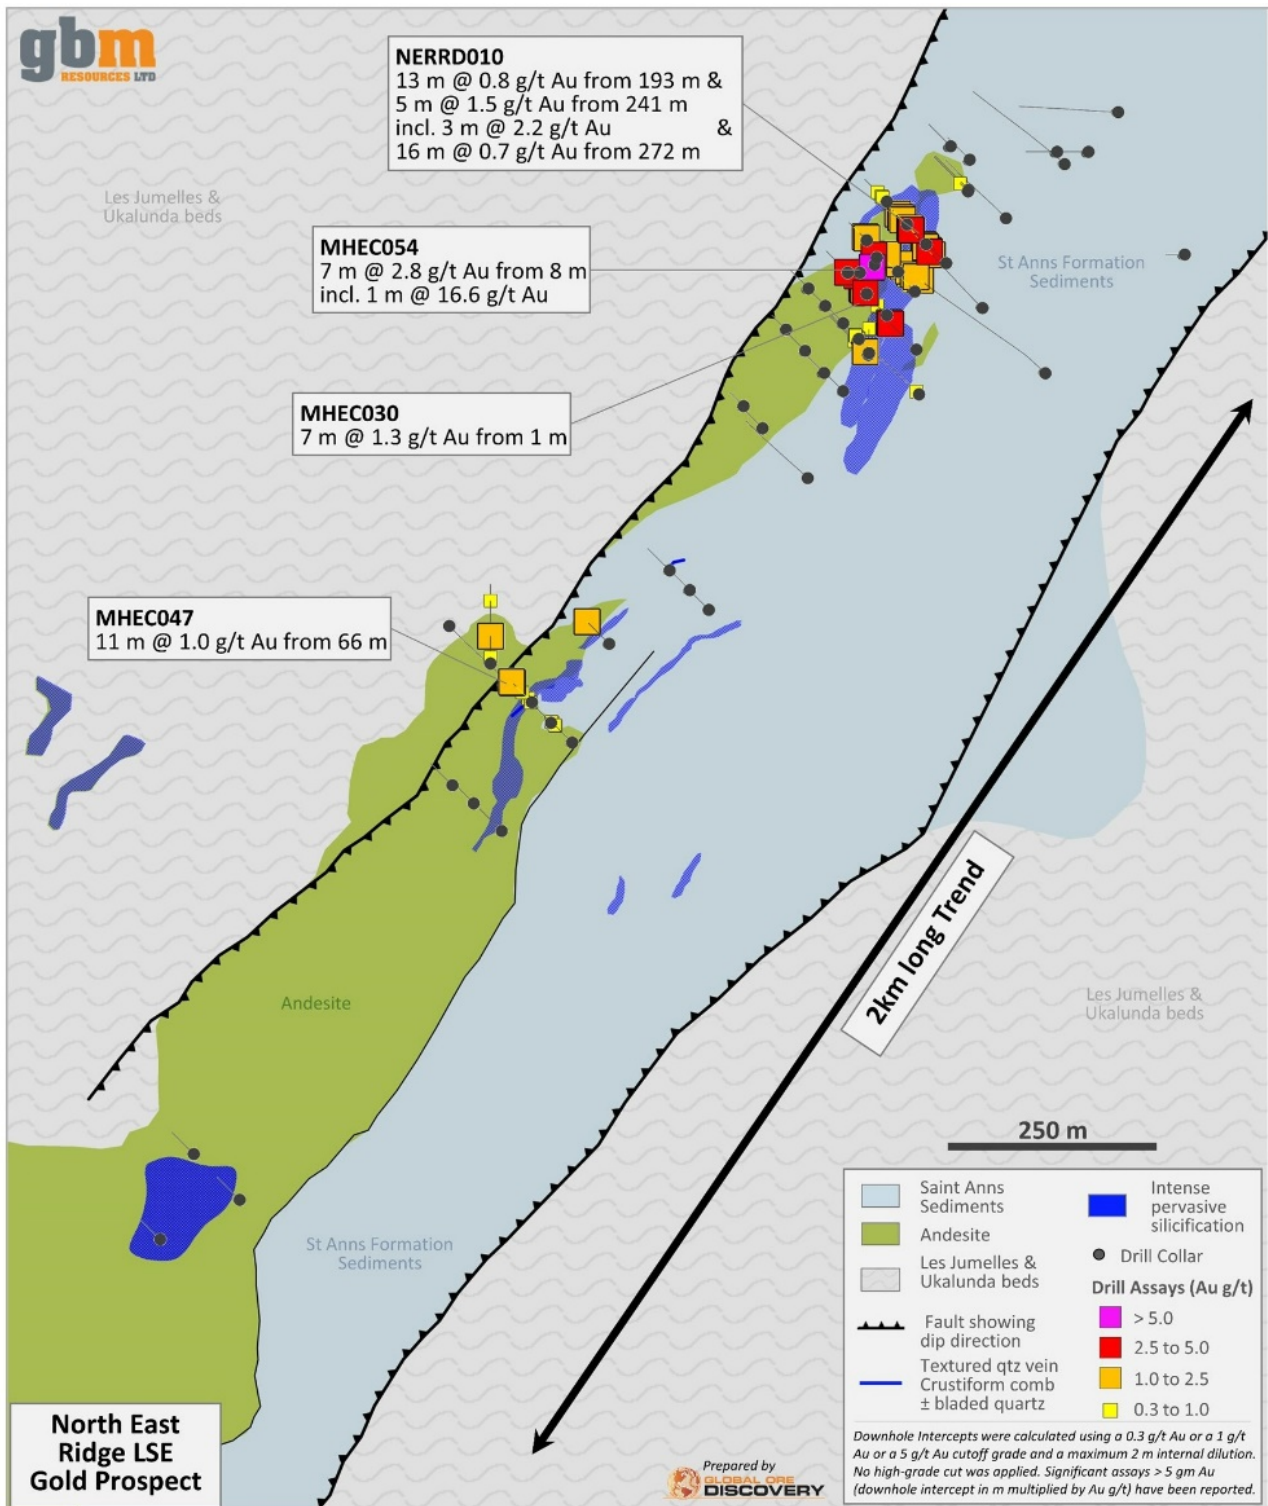 gbm
RESOURCES LTD
NERRD010
13 m @ 0.8 g/t Au from 193 m &
5 m @ 1.5 g/t Au from 241 m
incl. 3 m @ 2.2 g/t Au &
16 m @ 0.7 g/t Au from 272 m
Les Jumelles &
Ukalunda beds
MHEC054
7 m @ 2.8 g/t Au from 8 m
incl. 1 m @ 16.6 g/t Au
St Anns Formation
Sediments
MHEC030
7 m @ 1.3 g/t Au from 1 m
MHEC047
11 m @ 1.0 g/t Au from 66 m
2km long Trend
Andesite
Les Jumelles &
Ukalunda beds
250 m
St Anns Formation
Sediments
Saint Anns
Sediments
Andesite
Les Jumelles &
Ukalunda beds
Fault showing
dip direction
Textured qtz vein
Crustiform comb
± bladed quartz
Intense
pervasive
silicification
Drill Collar
Drill Assays (Au g/t)
> 5.0
2.5 to 5.0
1.0 to 2.5
0.3 to 1.0
Downhole Intercepts were calculated using a 0.3 g/t Au or a 1 g/t
Au or a 5 g/t Au cutoff grade and a maximum 2 m internal dilution.
No high-grade cut was applied. Significant assays > 5 gm Au
(downhole intercept in m multiplied by Au g/t) have been reported.
North East
Ridge LSE
Gold Prospect
Prepared by
GLOBAL ORE
DISCOVERY